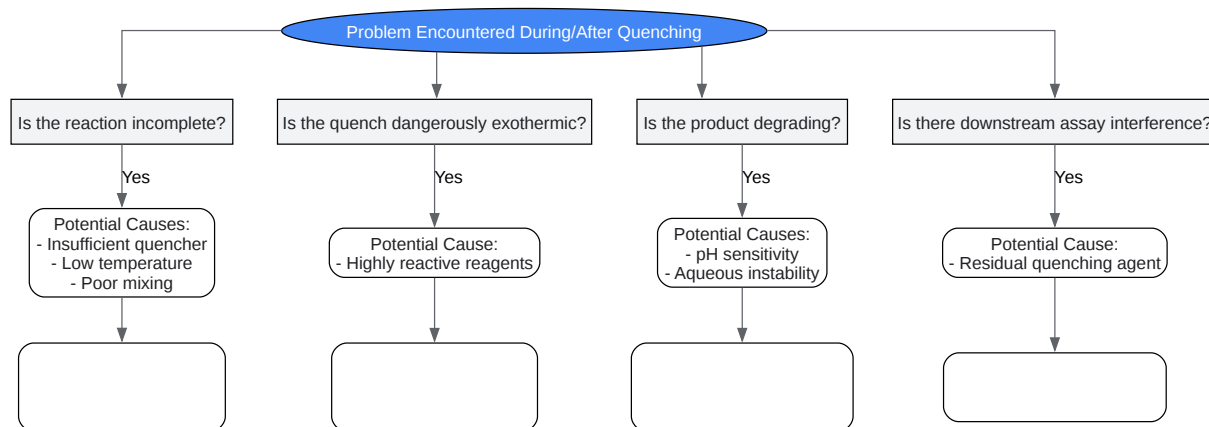 Problem Encountered During/After Quenching
Is the reaction incomplete?
Is the quench dangerously exothermic?
Is the product degrading?
Is there downstream assay interference?
Yes
Yes
Yes
Yes
Potential Causes:
- Insufficient quencher
- Low temperature
- Poor mixing
Potential Cause:
- Highly reactive reagents
Potential Causes:
- pH sensitivity
- Aqueous instability
Potential Cause:
- Residual quenching agent